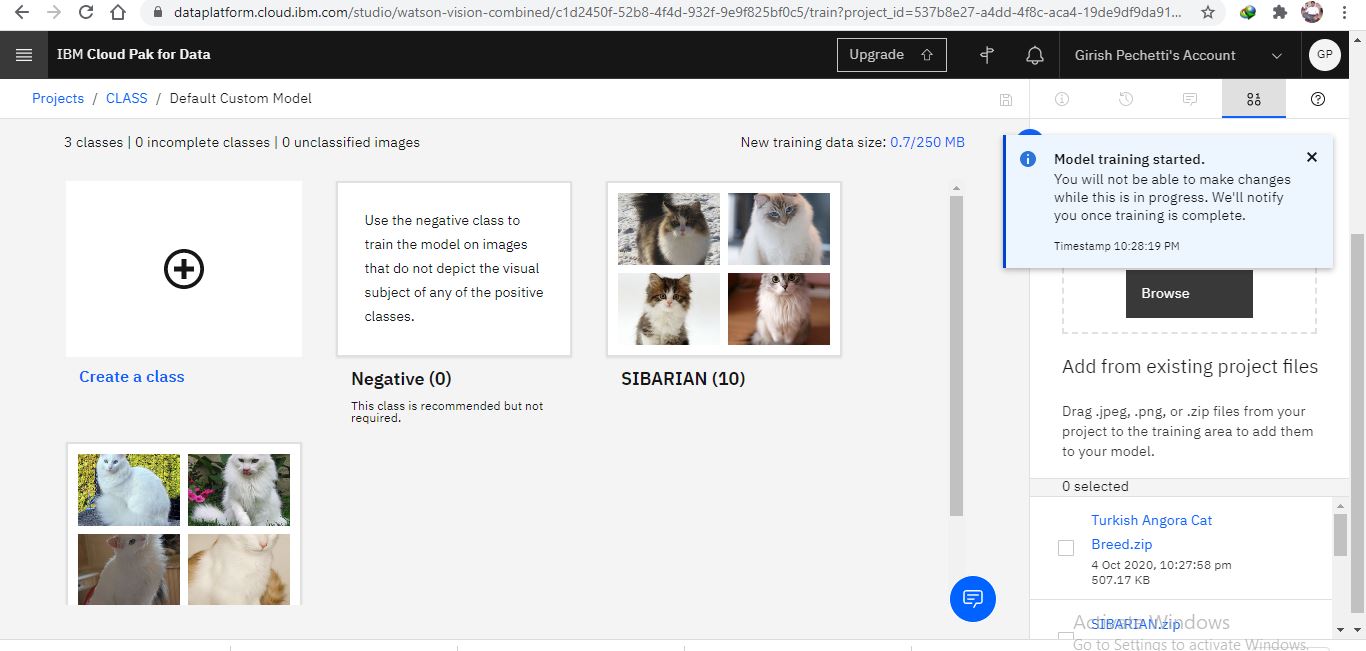 dataplatform.cloud.ibm.com/studio/watson-vision-combined/c1d2450f-52b8-4f4d-932f-9e9f825bf0c5/train?project_id=537b8e27-a4dd-4f8c-aca4-19de9df9da91...
IBM Cloud Pak for Data
Upgrade
Girish Pechetti's Account
GP
Projects / CLASS / Default Custom Model
3 classes | 0 incomplete classes | 0 unclassified images
New training data size: 0.7/250 MB
Model training started.
You will not be able to make changes
while this is in progress. We'll notify
you once training is complete.
Timestamp 10:28:19 PM
Use the negative class to
train the model on images
that do not depict the visual
subject of any of the positive
classes.
Create a class
Negative (0)
This class is recommended but not
required.
SIBARIAN (10)
Browse
Add from existing project files
Drag .jpeg, .png, or .zip files from your
project to the training area to add them
to your model.
0 selected
Turkish Angora Cat
Breed.zip
4 Oct 2020, 10:27:58 pm
507.17 KB
SIBARIAN.zip
Activate Windows
Go to Settings to activate Windows.